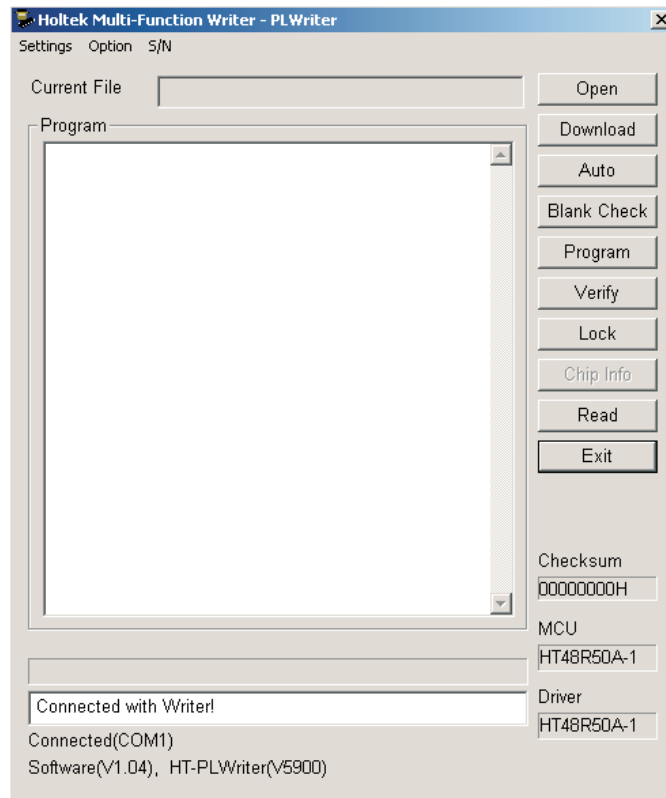 Holtek Multi-Function Writer - PLWriter
Settings Option S/N
Current File
Open
Program
Download
Auto
Blank Check
Program
Verify
Lock
Chip Info
Read
Exit
Checksum
00000000H
MCU
HT48R50A-1
Driver
HT48R50A-1
Connected with Writer!
Connected(COM1)
Software(V1.04), HT-PLWriter(V5900)